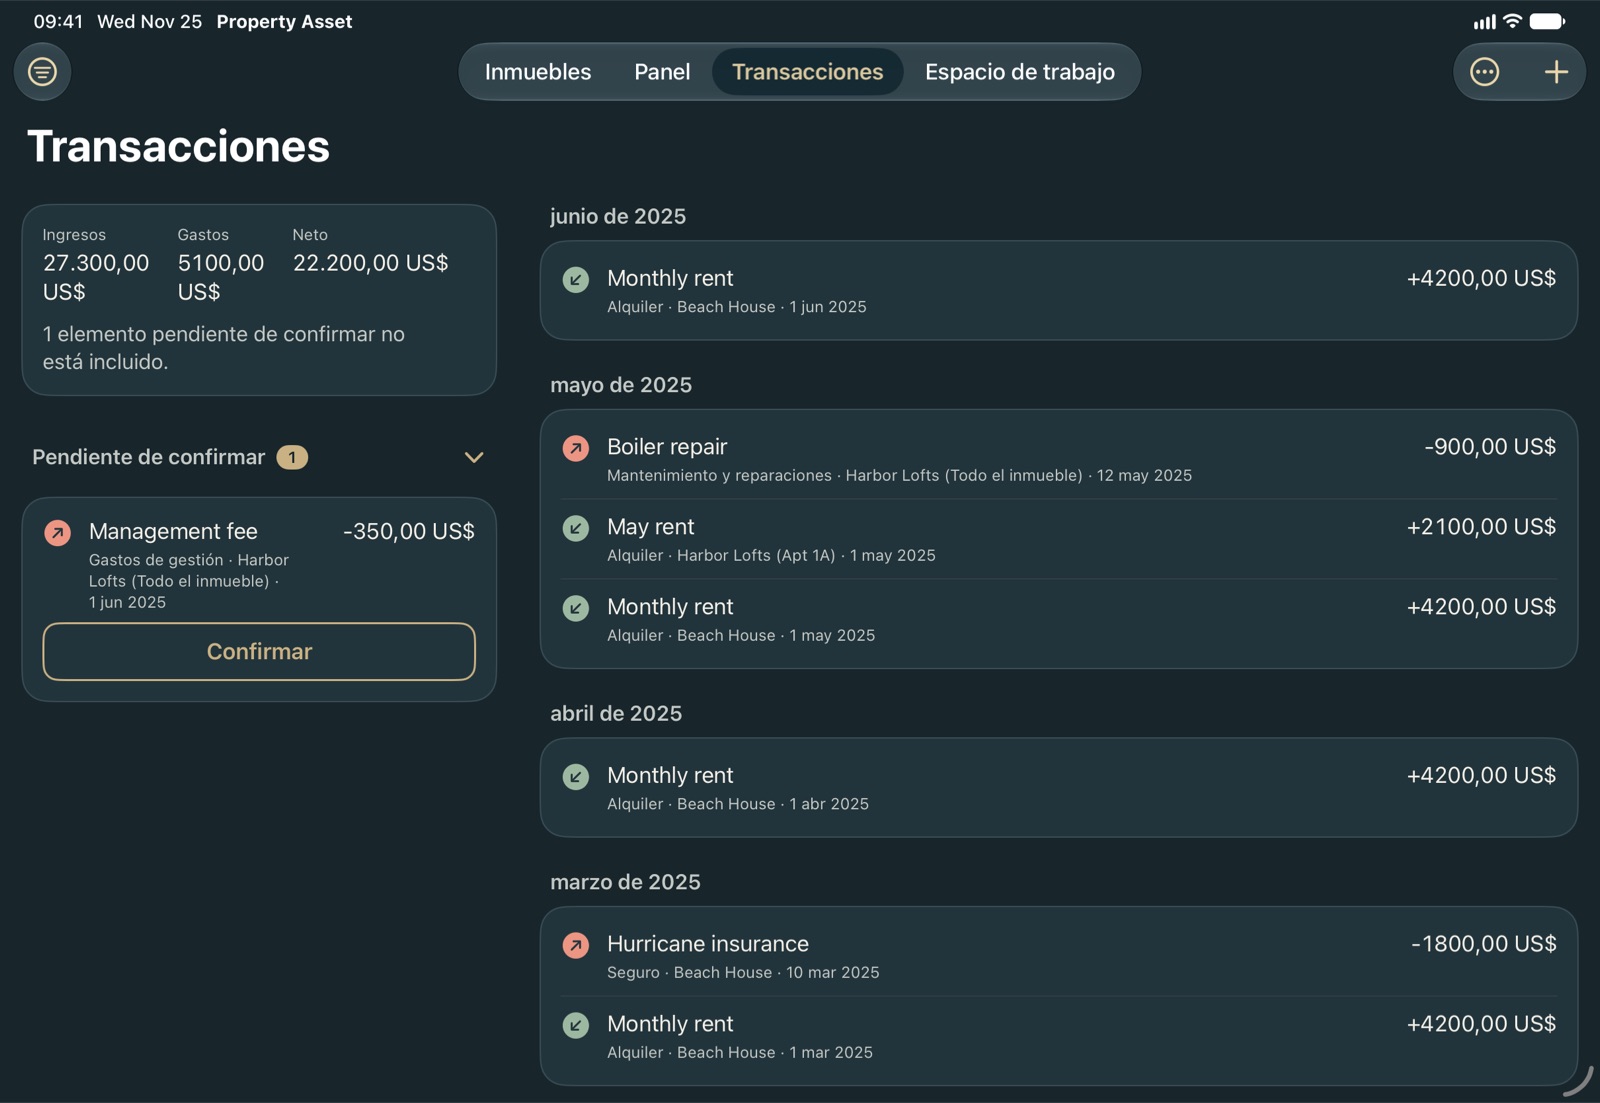 09:41 Wed Nov 25 Property Asset
Inmuebles Panel Transacciones Espacio de trabajo
Transacciones
Ingresos Gastos Neto
27.300,00 US$ 5100,00 US$ 22.200,00 US$
1 elemento pendiente de confirmar no
está incluido.
Pendiente de confirmar 1
Management fee -350,00 US$
Gastos de gestión · Harbor
Lofts (Todo el inmueble) ·
1 jun 2025
Confirmar
junio de 2025
Monthly rent +4200,00 US$
Alquiler · Beach House · 1 jun 2025
mayo de 2025
Boiler repair -900,00 US$
Mantenimiento y reparaciones · Harbor Lofts (Todo el inmueble) · 12 may 2025
May rent +2100,00 US$
Alquiler · Harbor Lofts (Apt 1A) · 1 may 2025
Monthly rent +4200,00 US$
Alquiler · Beach House · 1 may 2025
abril de 2025
Monthly rent +4200,00 US$
Alquiler · Beach House · 1 abr 2025
marzo de 2025
Hurricane insurance -1800,00 US$
Seguro · Beach House · 10 mar 2025
Monthly rent +4200,00 US$
Alquiler · Beach House · 1 mar 2025